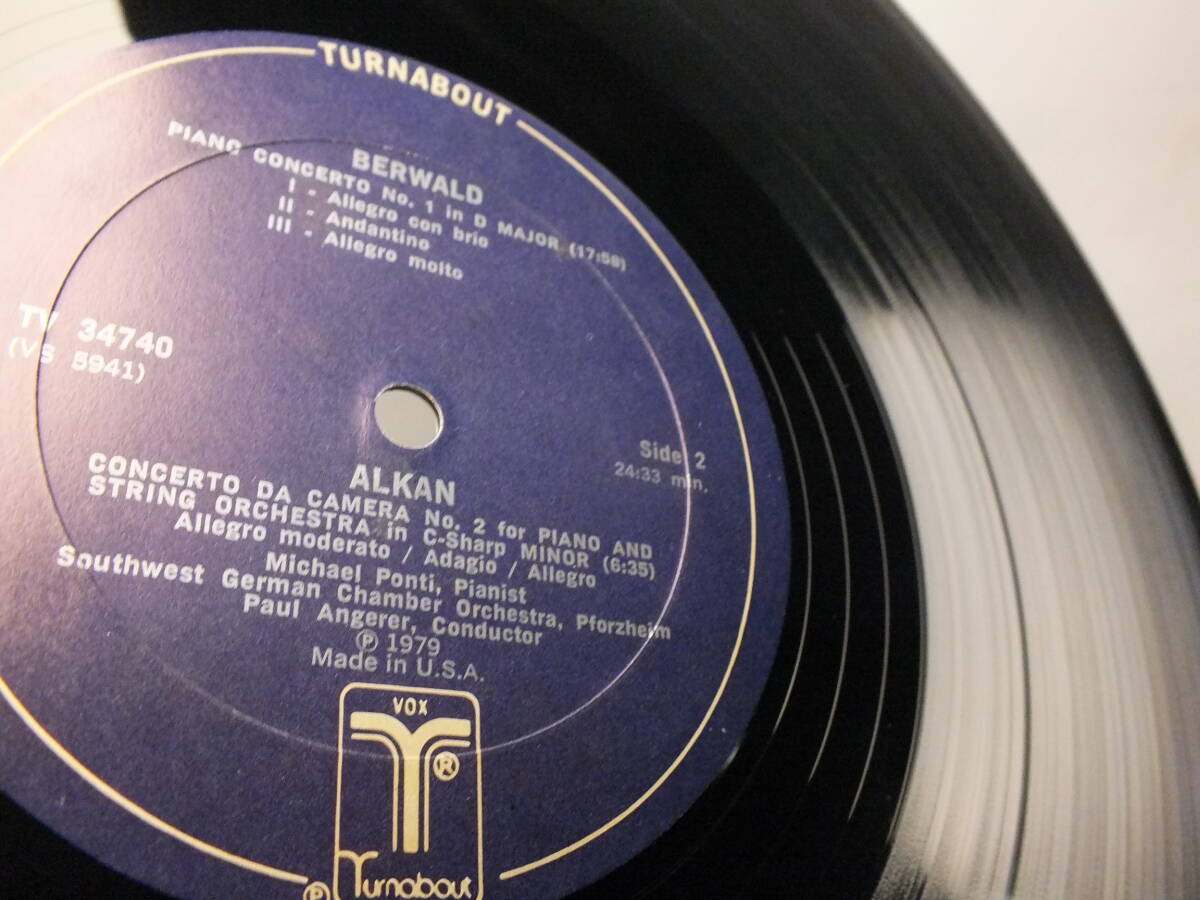 TURNABOUT
BERWALD
PIANO CONCERTO No. 1 in D MAJOR (17:58)
I - Allegro con brio
II - Andantino
III - Allegro molto
TV 34740
(VS 5941)
Side 2
24:33 min.
ALKAN
CONCERTO DA CAMERA No. 2 for PIANO AND
STRING ORCHESTRA in C-Sharp MINOR (6:35)
Allegro moderato / Adagio / Allegro
Michael Ponti, Pianist
Southwest German Chamber Orchestra, Pforzheim
Paul Angerer, Conductor
℗ 1979
Made in U.S.A.
VOX
T ®
℗ Turnabout